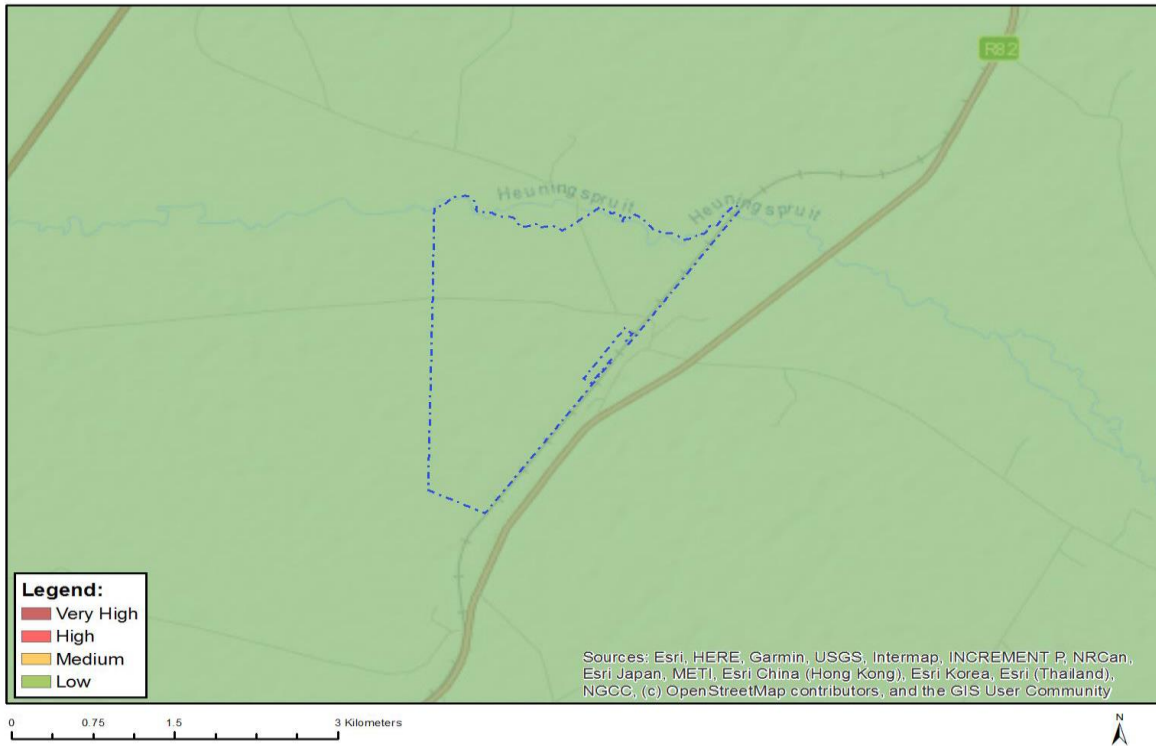 R82
Heuningspruit
Heuningspruit
Legend:
Very High
High
Medium
Low
Sources: Esri, HERE, Garmin, USGS, Intermap, INCREMENT P, NRCan,
Esri Japan, METI, Esri China (Hong Kong), Esri Korea, Esri (Thailand),
NGCC, (c) OpenStreetMap contributors, and the GIS User Community
0 0.75 1.5 3 Kilometers
N